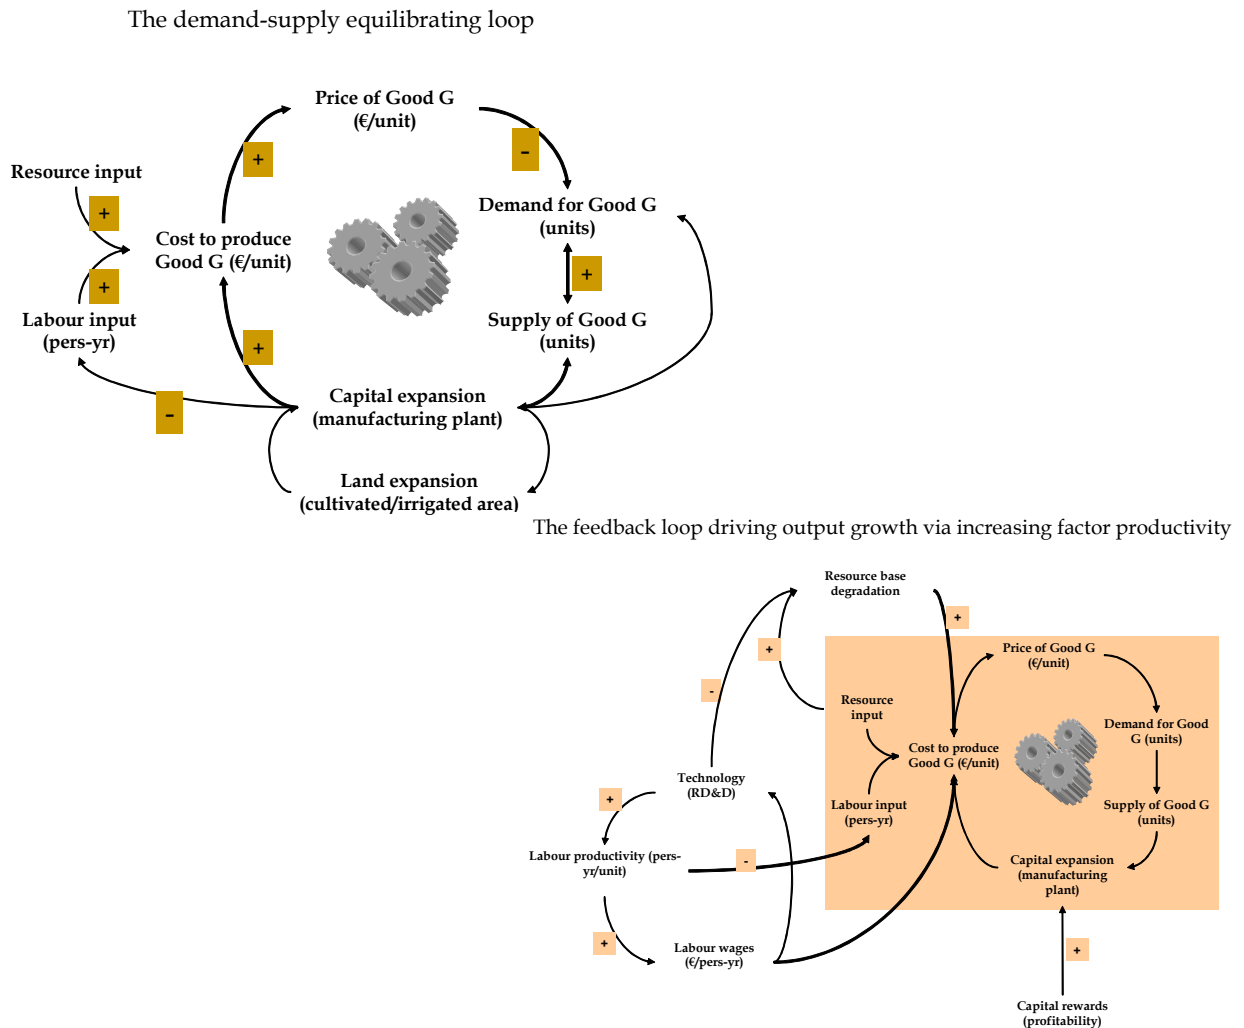 The demand-supply equilibrating loop
Price of Good G
(€/unit)
+
-
Resource input
+
Demand for Good G
(units)
Cost to produce
Good G (€/unit)
+
+
Labour input
(pers-yr)
Supply of Good G
(units)
+
-
Capital expansion
(manufacturing plant)
Land expansion
(cultivated/irrigated area)
The feedback loop driving output growth via increasing factor productivity
Resource base
degradation
+
+
Price of Good G
(€/unit)
-
Resource
input
Demand for Good
G (units)
Cost to produce
Good G (€/unit)
Technology
(RD&D)
+
Labour input
(pers-yr)
Supply of Good G
(units)
Labour productivity (pers-
yr/unit)
-
Capital expansion
(manufacturing
plant)
+
Labour wages
(€/pers-yr)
+
Capital rewards
(profitability)